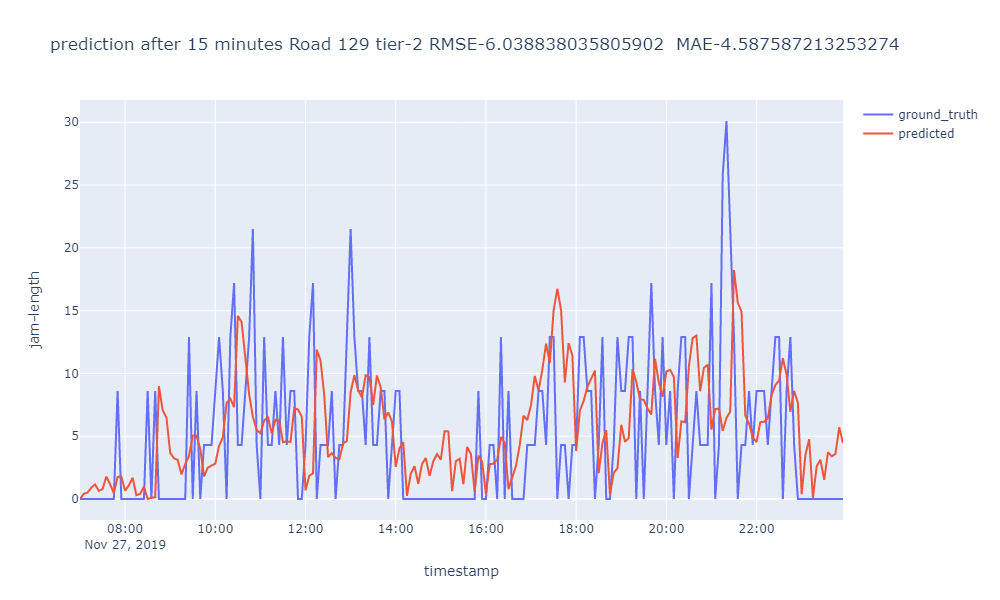 prediction after 15 minutes Road 129 tier-2 RMSE-6.038838035805902  MAE-4.587587213253274
ground_truth
predicted
30
25
20
15
10
5
0
jam-length
08:00 10:00 12:00 14:00 16:00 18:00 20:00 22:00
Nov 27, 2019
timestamp